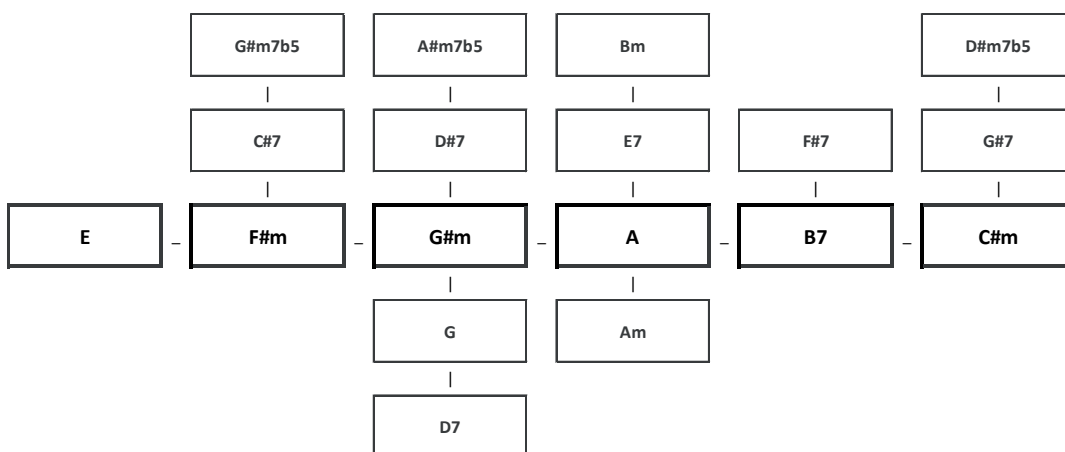 G#m7b5 A#m7b5 Bm D#m7b5
| | | |
C#7 D#7 E7 F#7 G#7
| | | | |
E – F#m – G#m – A – B7 – C#m
| |
G Am
|
D7